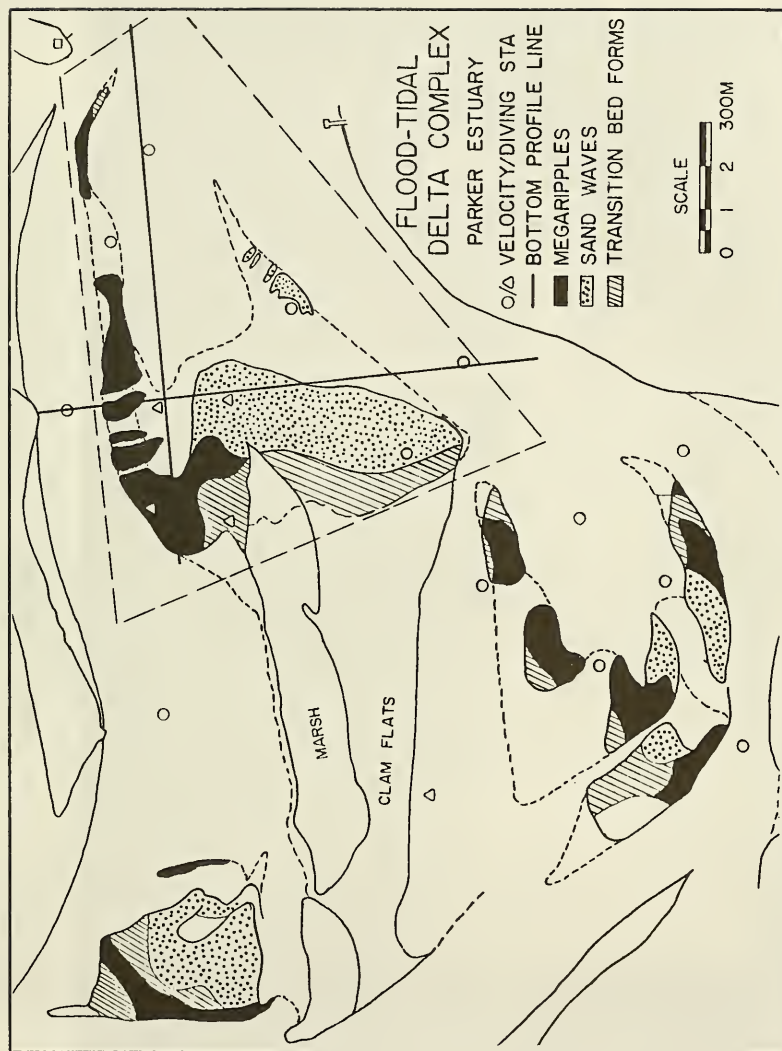 FLOOD-TIDAL
DELTA COMPLEX
PARKER ESTUARY
○/△ VELOCITY/DIVING STA
BOTTOM PROFILE LINE
MEGARIPPLES
SAND WAVES
TRANSITION BED FORMS
SCALE
0 1 2 300M
MARSH
CLAM FLATS